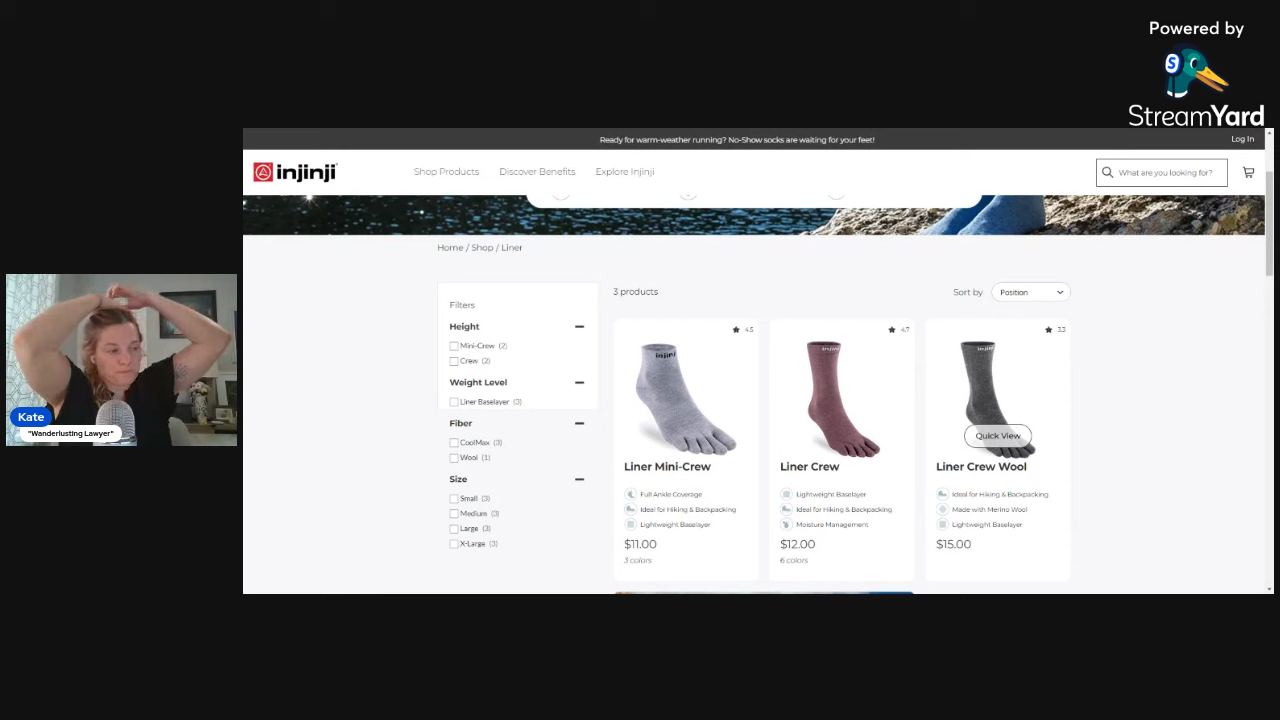 Powered by
S
StreamYard
Ready for warm-weather running? No-Show socks are waiting for your feet!
Log In
injinji
Shop Products
Discover Benefits
Explore Injinji
What are you looking for?
Home / Shop / Liner
Filters
Height
Mini-Crew (2)
Crew (2)
Weight Level
Liner Baselayer (3)
Fiber
CoolMax (3)
Wool (1)
Size
Small (3)
Medium (3)
Large (3)
X-Large (3)
3 products
Sort by
Position
4.5
injinji
Liner Mini-Crew
Full Ankle Coverage
Ideal for Hiking & Backpacking
Lightweight Baselayer
$11.00
3 colors
4.7
injinji
Liner Crew
Lightweight Baselayer
Ideal for Hiking & Backpacking
Moisture Management
$12.00
6 colors
3.3
injinji
Quick View
Liner Crew Wool
Ideal for Hiking & Backpacking
Made with Merino Wool
Lightweight Baselayer
$15.00
Kate
"Wanderlusting Lawyer"